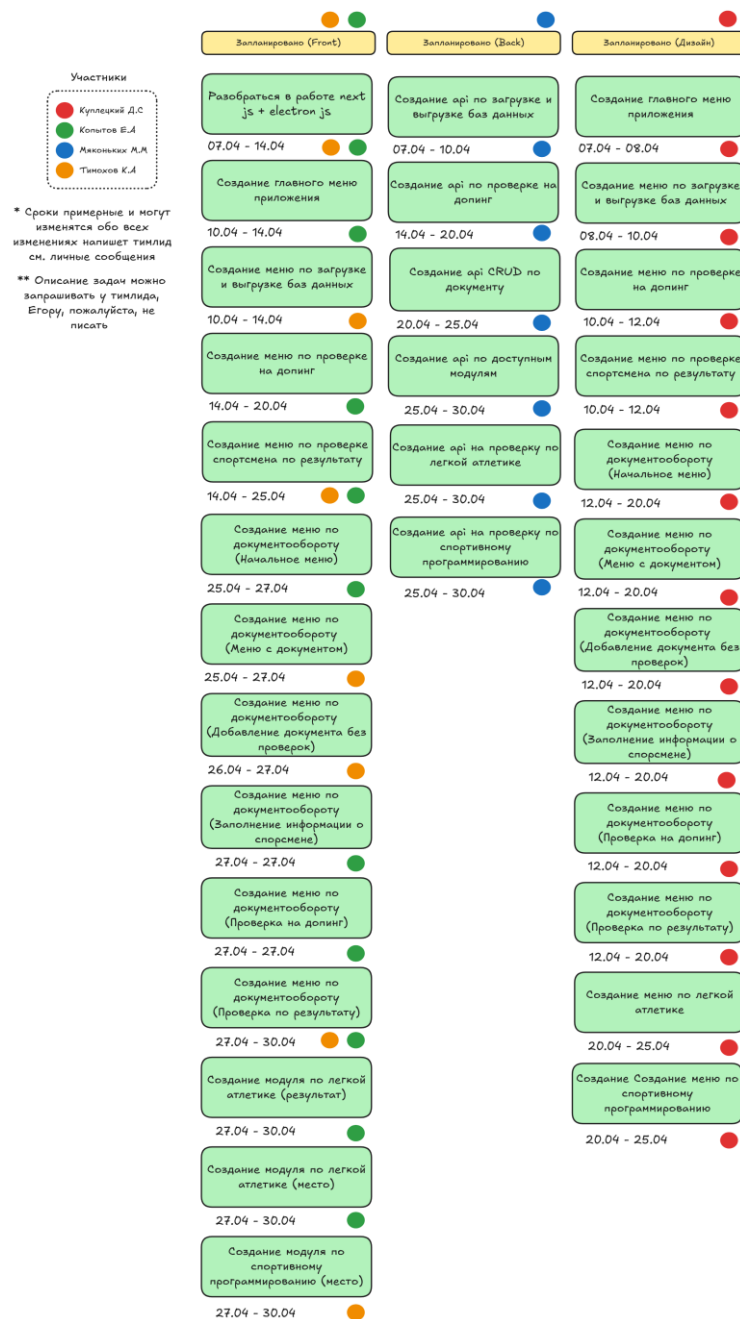 Запланировано (Front)
Запланировано (Back)
Запланировано (Дизайн)
Участники
Куплецкий Д.С
Копытов Е.А
Мяконьких М.М
Тимохов К.А
* Сроки примерные и могут
изменятся обо всех
изменениях напишет тимлид
см. личные сообщения
** Описание задач можно
запрашивать у тимлида,
Егору, пожалуйста, не
писать
Разобраться в работе next
js + electron js
07.04 - 14.04
Создание главного меню
приложения
10.04 - 14.04
Создание меню по загрузке
и выгрузке баз данных
10.04 - 14.04
Создание меню по проверке
на допинг
14.04 - 20.04
Создание меню по проверке
спортсмена по результату
14.04 - 25.04
Создание меню по
документообороту
(Начальное меню)
25.04 - 27.04
Создание меню по
документообороту
(Меню с документом)
25.04 - 27.04
Создание меню по
документообороту
(Добавление документа без
проверок)
26.04 - 27.04
Создание меню по
документообороту
(Заполнение информации о
спорсмене)
27.04 - 27.04
Создание меню по
документообороту
(Проверка на допинг)
27.04 - 27.04
Создание меню по
документообороту
(Проверка по результату)
27.04 - 30.04
Создание модуля по легкой
атлетике (результат)
27.04 - 30.04
Создание модуля по легкой
атлетике (место)
27.04 - 30.04
Создание модуля по
спортивному
программированию (место)
27.04 - 30.04
Создание api по загрузке и
выгрузке баз данных
07.04 - 10.04
Создание api по проверке на
допинг
14.04 - 20.04
Создание api CRUD по
документу
20.04 - 25.04
Создание api по доступным
модулям
25.04 - 30.04
Создание api на проверку по
легкой атлетике
25.04 - 30.04
Создание api на проверку по
спортивному
программированию
25.04 - 30.04
Создание главного меню
приложения
07.04 - 08.04
Создание меню по загрузке
и выгрузке баз данных
08.04 - 10.04
Создание меню по проверке
на допинг
10.04 - 12.04
Создание меню по проверке
спортсмена по результату
10.04 - 12.04
Создание меню по
документообороту
(Начальное меню)
12.04 - 20.04
Создание меню по
документообороту
(Меню с документом)
12.04 - 20.04
Создание меню по
документообороту
(Добавление документа без
проверок)
12.04 - 20.04
Создание меню по
документообороту
(Заполнение информации о
спорсмене)
12.04 - 20.04
Создание меню по
документообороту
(Проверка на допинг)
12.04 - 20.04
Создание меню по
документообороту
(Проверка по результату)
12.04 - 20.04
Создание меню по легкой
атлетике
20.04 - 25.04
Создание Создание меню по
спортивному
программированию
20.04 - 25.04